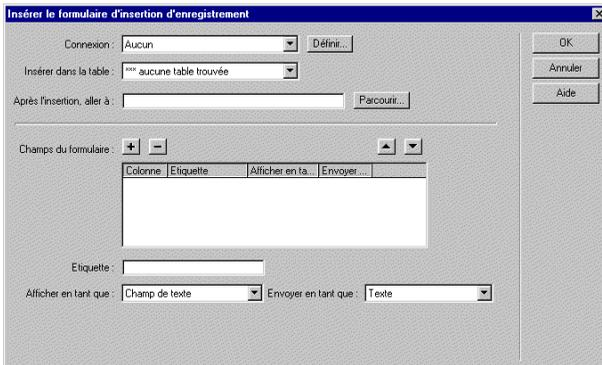 Insérer le formulaire d'insertion d'enregistrement
Connexion : Aucun Définir... OK
Insérer dans la table : *** aucune table trouvée Annuler
Après l'insertion, aller à : Parcourir... Aide
Champs du formulaire :
Colonne Etiquette Afficher en ta... Envoyer ...
Etiquette :
Afficher en tant que : Champ de texte Envoyer en tant que : Texte